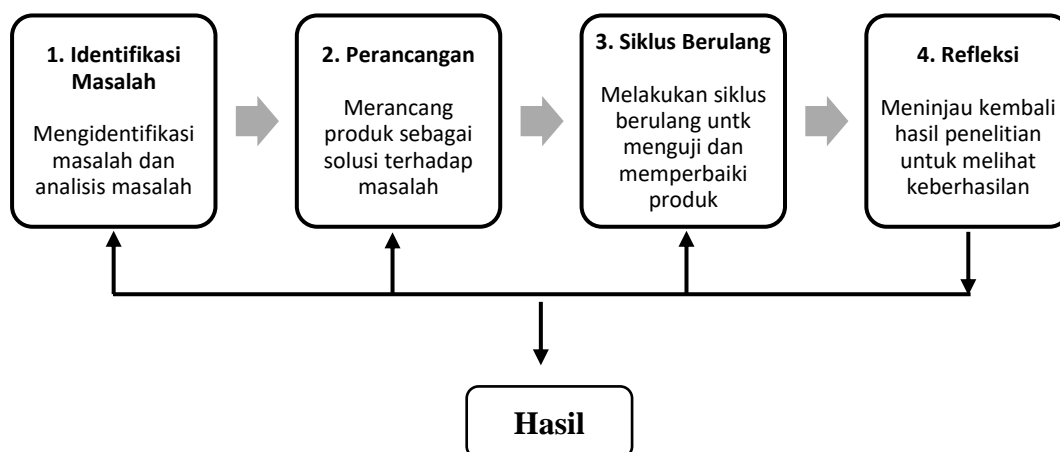 1. Identifikasi
Masalah
Mengidentifikasi
masalah dan
analisis masalah
2. Perancangan
Merancang
produk sebagai
solusi terhadap
masalah
3. Siklus Berulang
Melakukan siklus
berulang untk
menguji dan
memperbaiki
produk
4. Refleksi
Meninjau kembali
hasil penelitian
untuk melihat
keberhasilan
Hasil